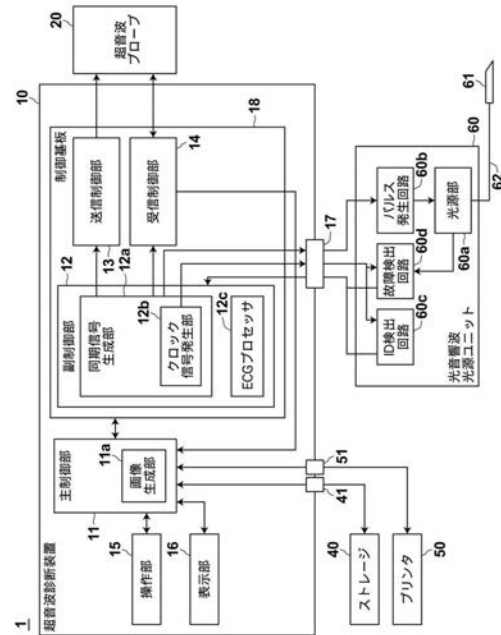 1
超音波診断装置
10
主制御部
11
11a
画像
生成部
操作部
15
表示部
16
制御基板
18
副制御部
12
同期信号
生成部
12a
クロック
信号発生部
12b
ECGプロセッサ
12c
送信制御部
13
受信制御部
14
超音波
プローブ
20
17
41
51
ストレージ
40
プリンタ
50
光音響波
光源ユニット
60
パルス
発生回路
60b
光源部
60a
故障検出
回路
60d
ID検出
回路
60c
61
62